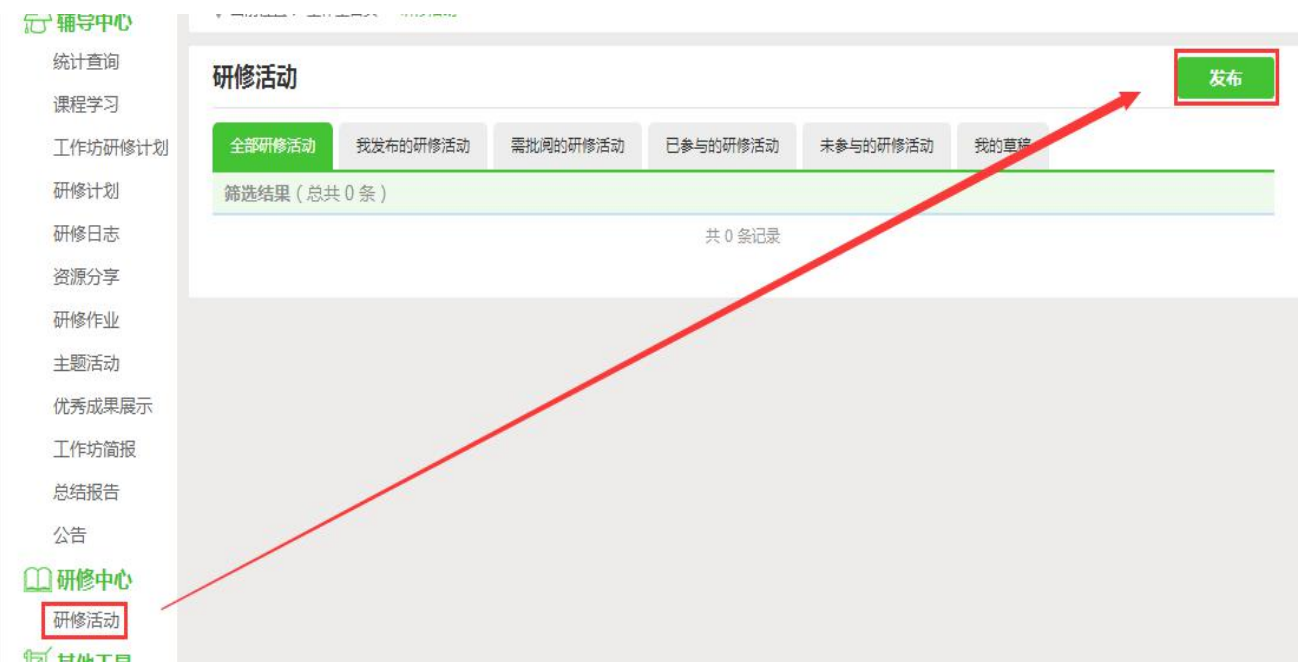 辅导中心
统计查询
课程学习
工作坊研修计划
研修计划
研修日志
资源分享
研修作业
主题活动
优秀成果展示
工作坊简报
总结报告
公告
研修中心
研修活动
其他工具
研修活动
发布
全部研修活动 我发布的研修活动 需批阅的研修活动 已参与的研修活动 未参与的研修活动 我的草稿
筛选结果（总共 0 条）
共 0 条记录